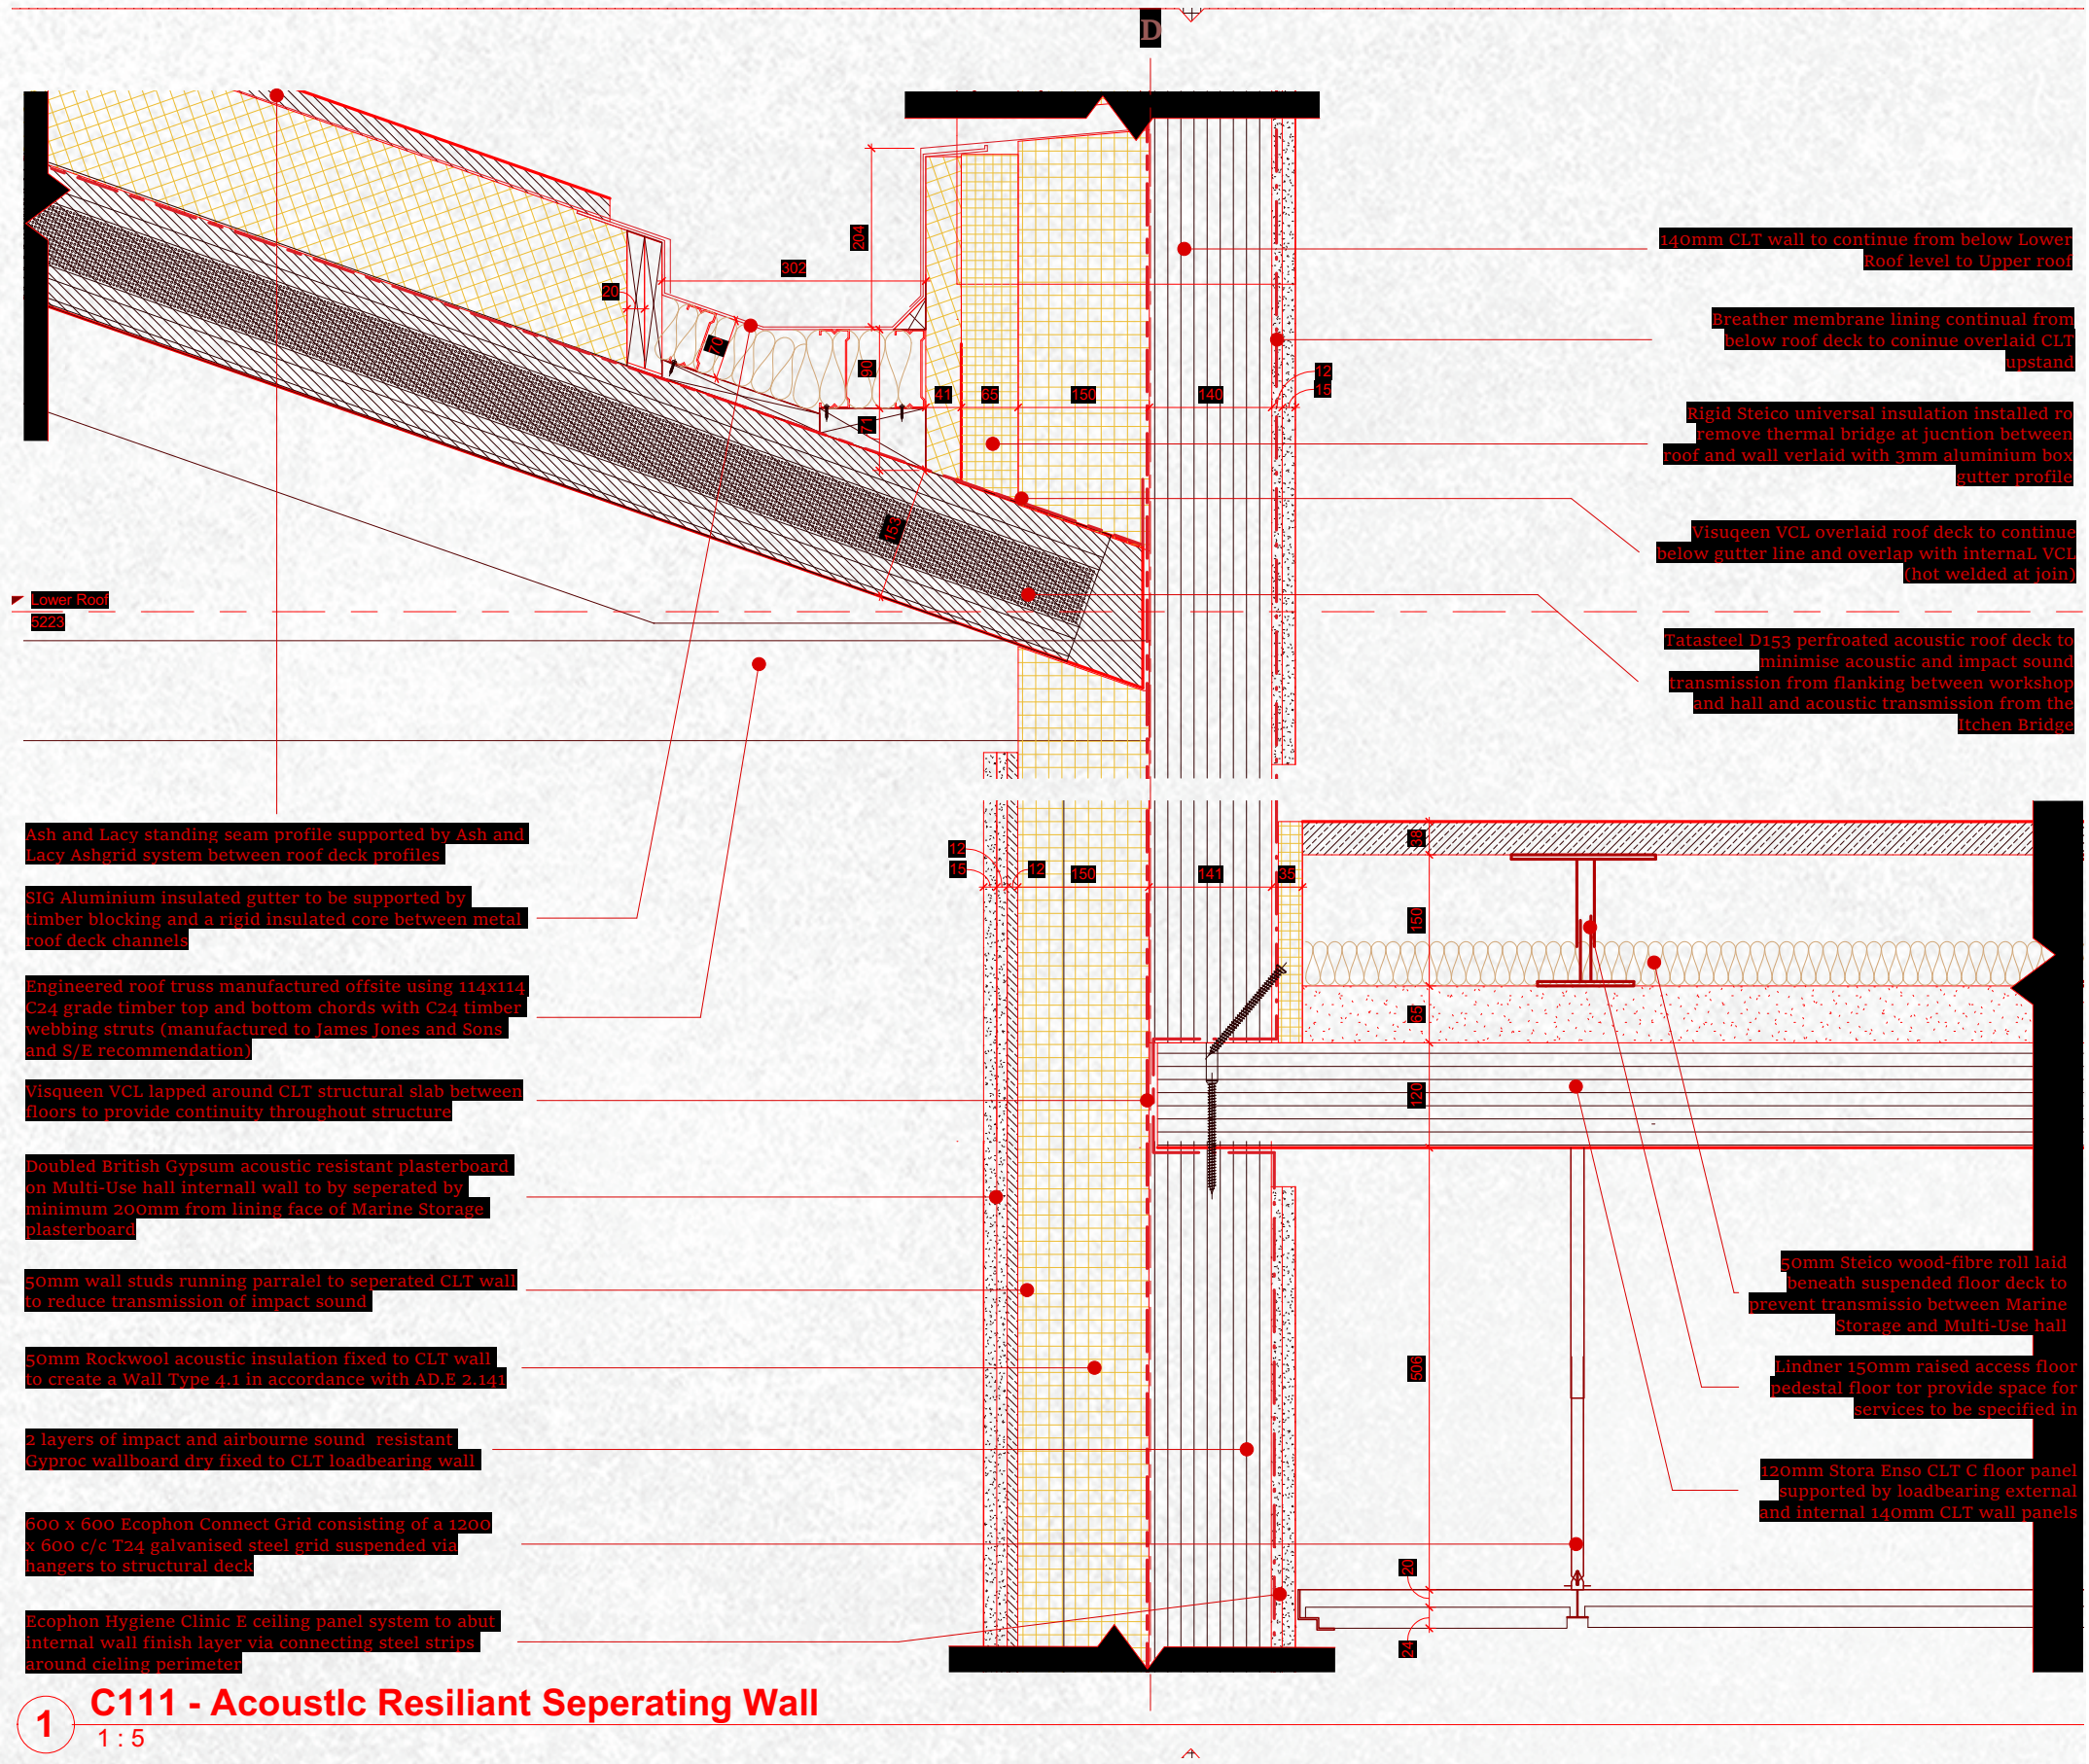 D
204
302
20
70
90
71
41
65
150
140
12
15
153
140mm CLT wall to continue from below Lower
Roof level to Upper roof
Breather membrane lining continual from
below roof deck to coninue overlaid CLT
upstand
Rigid Steico universal insulation installed ro
remove thermal bridge at jucntion between
roof and wall verlaid with 3mm aluminium box
gutter profile
Visuqeen VCL overlaid roof deck to continue
below gutter line and overlap with internaL VCL
(hot welded at join)
Lower Roof
5223
Tatasteel D153 perfroated acoustic roof deck to
minimise acoustic and impact sound
transmission from flanking between workshop
and hall and acoustic transmission from the
Itchen Bridge
Ash and Lacy standing seam profile supported by Ash and
Lacy Ashgrid system between roof deck profiles
SIG Aluminium insulated gutter to be supported by
timber blocking and a rigid insulated core between metal
roof deck channels
Engineered roof truss manufactured offsite using 114x114
C24 grade timber top and bottom chords with C24 timber
webbing struts (manufactured to James Jones and Sons
and S/E recommendation)
Visqueen VCL lapped around CLT structural slab between
floors to provide continuity throughout structure
Doubled British Gypsum acoustic resistant plasterboard
on Multi-Use hall internall wall to by seperated by
minimum 200mm from lining face of Marine Storage
plasterboard
50mm wall studs running parralel to seperated CLT wall
to reduce transmission of impact sound
50mm Rockwool acoustic insulation fixed to CLT wall
to create a Wall Type 4.1 in accordance with AD.E 2.141
2 layers of impact and airbourne sound resistant
Gyproc wallboard dry fixed to CLT loadbearing wall
600 x 600 Ecophon Connect Grid consisting of a 1200
x 600 c/c T24 galvanised steel grid suspended via
hangers to structural deck
Ecophon Hygiene Clinic E ceiling panel system to abut
internal wall finish layer via connecting steel strips
around cieling perimeter
12
15
12
150
141
35
38
150
65
120
506
20
24
50mm Steico wood-fibre roll laid
beneath suspended floor deck to
prevent transmissio between Marine
Storage and Multi-Use hall
Lindner 150mm raised access floor
pedestal floor tor provide space for
services to be specified in
120mm Stora Enso CLT C floor panel
supported by loadbearing external
and internal 140mm CLT wall panels
1
C111 - AcoustIc Resiliant Seperating Wall
1 : 5